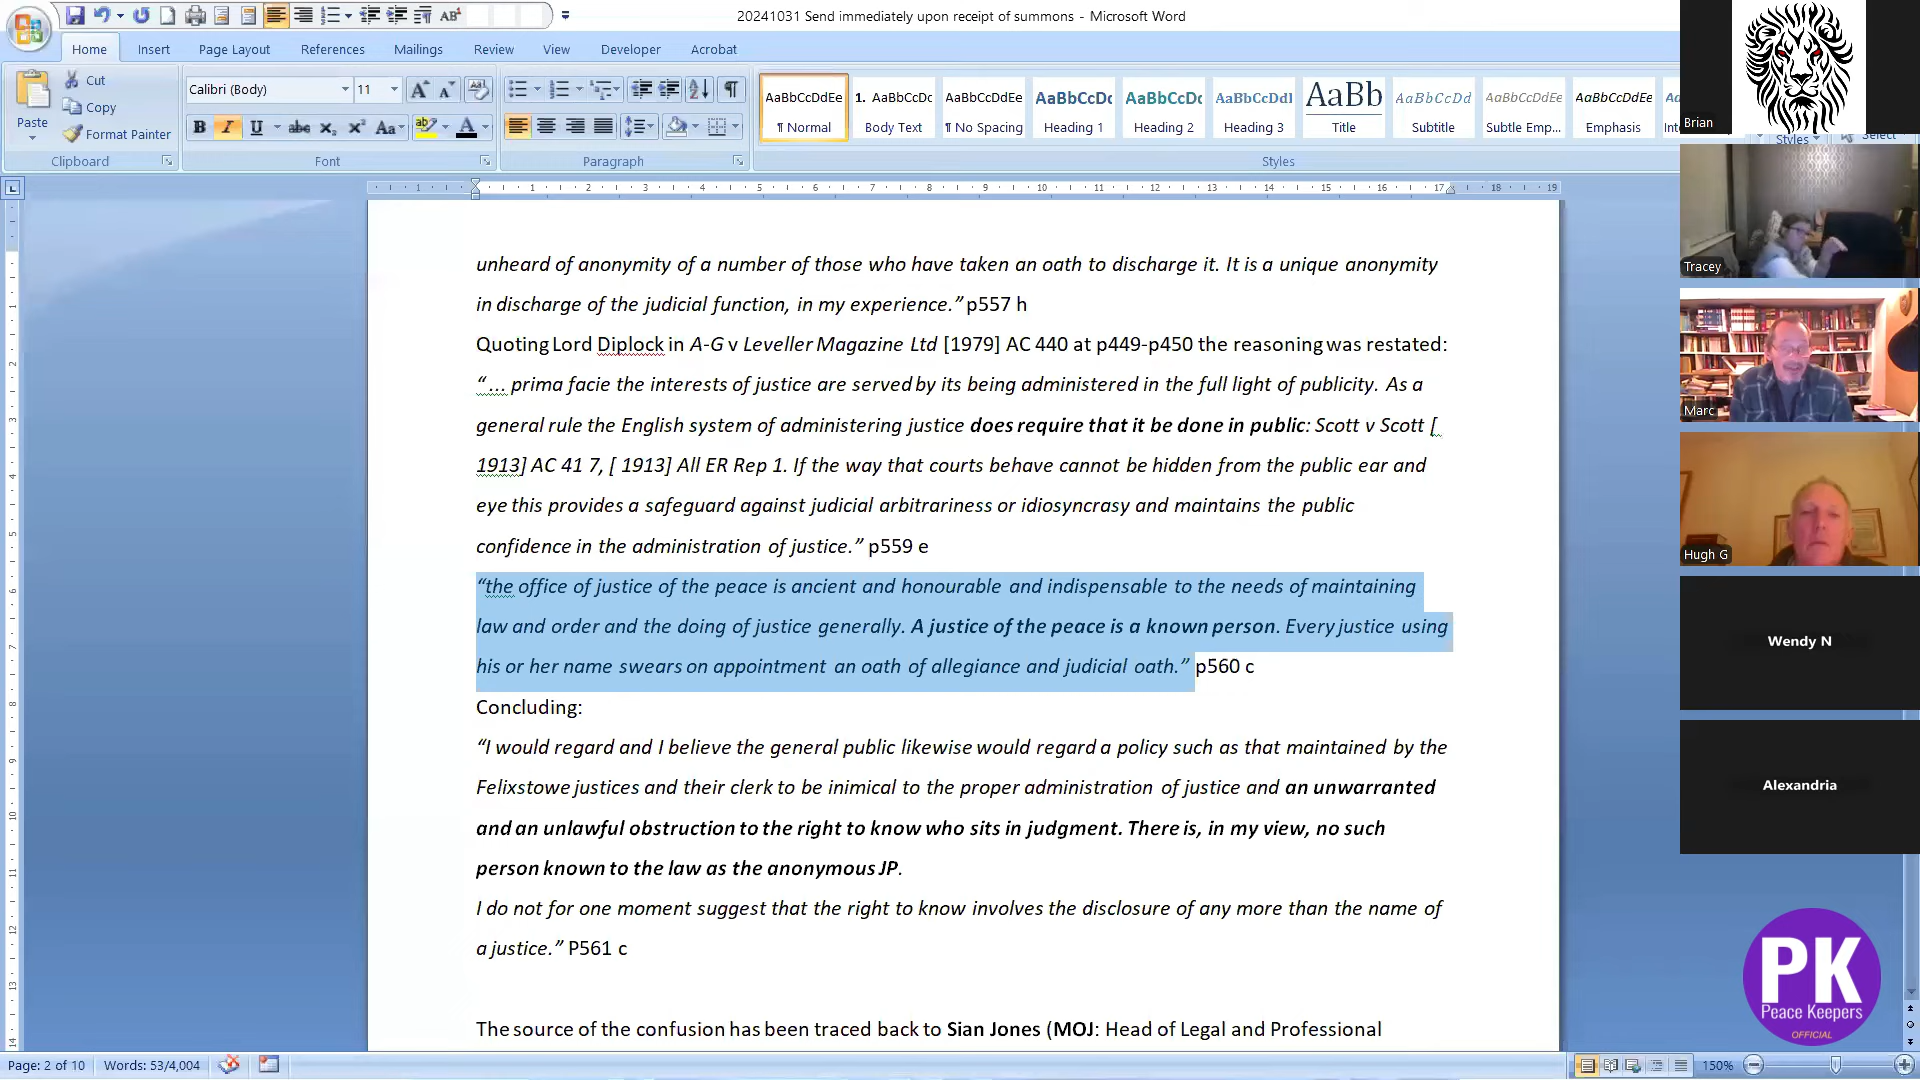 20241031 Send immediately upon receipt of summons - Microsoft Word
Home Insert Page Layout References Mailings Review View Developer Acrobat
Paste
Cut
Copy
Format Painter
Clipboard
Calibri (Body) 11
Font
Paragraph
AaBbCcDdEe ¶ Normal
1. AaBbCcDc Body Text
AaBbCcDdEe ¶ No Spacing
AaBbCcDc Heading 1
AaBbCcDc Heading 2
AaBbCcDdI Heading 3
AaBb Title
AaBbCcDd Subtitle
AaBbCcDdEe Subtle Emp...
AaBbCcDdEe Emphasis
Styles
Styles
Select
unheard of anonymity of a number of those who have taken an oath to discharge it. It is a unique anonymity
in discharge of the judicial function, in my experience.” p557 h
Quoting Lord Diplock in A-G v Leveller Magazine Ltd [1979] AC 440 at p449-p450 the reasoning was restated:
“... prima facie the interests of justice are served by its being administered in the full light of publicity. As a
general rule the English system of administering justice does require that it be done in public: Scott v Scott [
1913] AC 41 7, [ 1913] All ER Rep 1. If the way that courts behave cannot be hidden from the public ear and
eye this provides a safeguard against judicial arbitrariness or idiosyncrasy and maintains the public
confidence in the administration of justice.” p559 e
“the office of justice of the peace is ancient and honourable and indispensable to the needs of maintaining
law and order and the doing of justice generally. A justice of the peace is a known person. Every justice using
his or her name swears on appointment an oath of allegiance and judicial oath.” p560 c
Concluding:
“I would regard and I believe the general public likewise would regard a policy such as that maintained by the
Felixstowe justices and their clerk to be inimical to the proper administration of justice and an unwarranted
and an unlawful obstruction to the right to know who sits in judgment. There is, in my view, no such
person known to the law as the anonymous JP.
I do not for one moment suggest that the right to know involves the disclosure of any more than the name of
a justice.” P561 c
The source of the confusion has been traced back to Sian Jones (MOJ: Head of Legal and Professional
Page: 2 of 10 Words: 53/4,004
150%
Brian
Tracey
Marc
Hugh G
Wendy N
Alexandria
PK
Peace Keepers
OFFICIAL